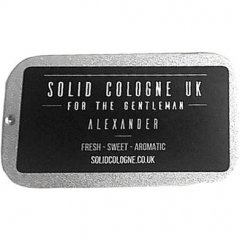 SOLID COLOGNE UK
FOR THE GENTLEMAN
ALEXANDER
FRESH - SWEET - AROMATIC
SOLIDCOLOGNE.CO.UK